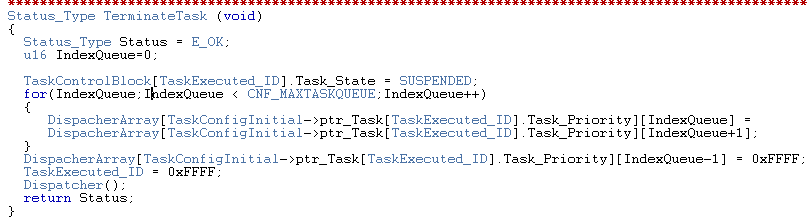 ********************************************************************************************************
Status_Type TerminateTask (void)
{
Status_Type Status = E_OK;
u16 IndexQueue=0;
TaskControlBlock[TaskExecuted_ID].Task_State = SUSPENDED;
for(IndexQueue;IndexQueue < CNF_MAXTASKQUEUE;IndexQueue++)
{
DispacherArray[TaskConfigInitial->ptr_Task[TaskExecuted_ID].Task_Priority][IndexQueue] =
DispacherArray[TaskConfigInitial->ptr_Task[TaskExecuted_ID].Task_Priority][IndexQueue+1];
}
DispacherArray[TaskConfigInitial->ptr_Task[TaskExecuted_ID].Task_Priority][IndexQueue-1] = 0xFFFF;
TaskExecuted_ID = 0xFFFF;
Dispatcher();
return Status;
}